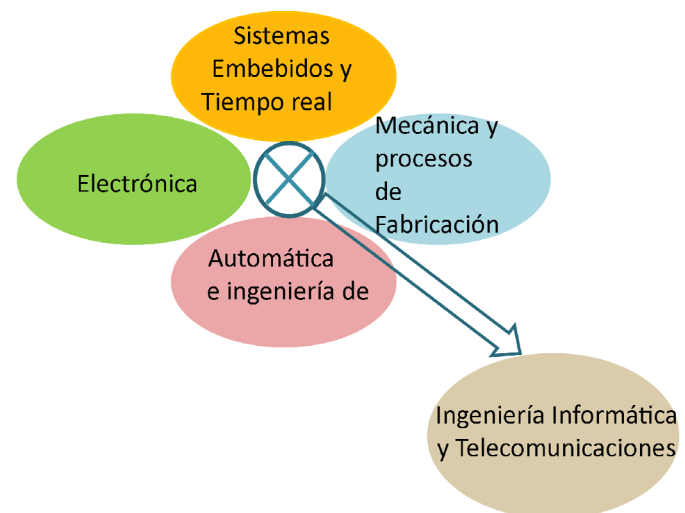 Sistemas
Embebidos y
Tiempo real
Mecánica y
procesos
de
Fabricación
Electrónica
Automática
e ingeniería de
Ingeniería Informática
y Telecomunicaciones